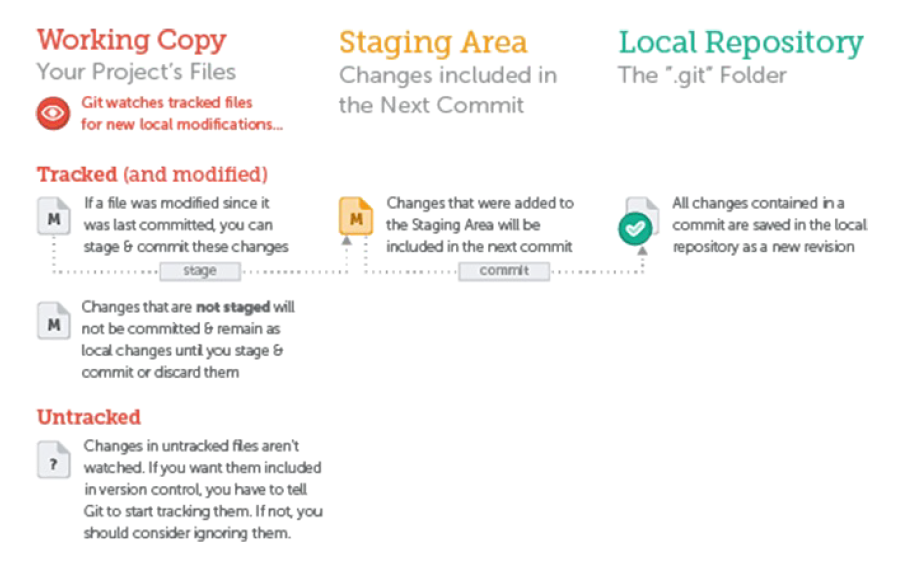 Working Copy
Your Project's Files
Git watches tracked files
for new local modifications...
Staging Area
Changes included in
the Next Commit
Local Repository
The ".git" Folder
Tracked (and modified)
M
If a file was modified since it
was last committed, you can
stage & commit these changes
stage
M
Changes that were added to
the Staging Area will be
included in the next commit
commit
All changes contained in a
commit are saved in the local
repository as a new revision
M
Changes that are not staged will
not be committed & remain as
local changes until you stage &
commit or discard them
Untracked
?
Changes in untracked files aren't
watched. If you want them included
in version control, you have to tell
Git to start tracking them. If not, you
should consider ignoring them.